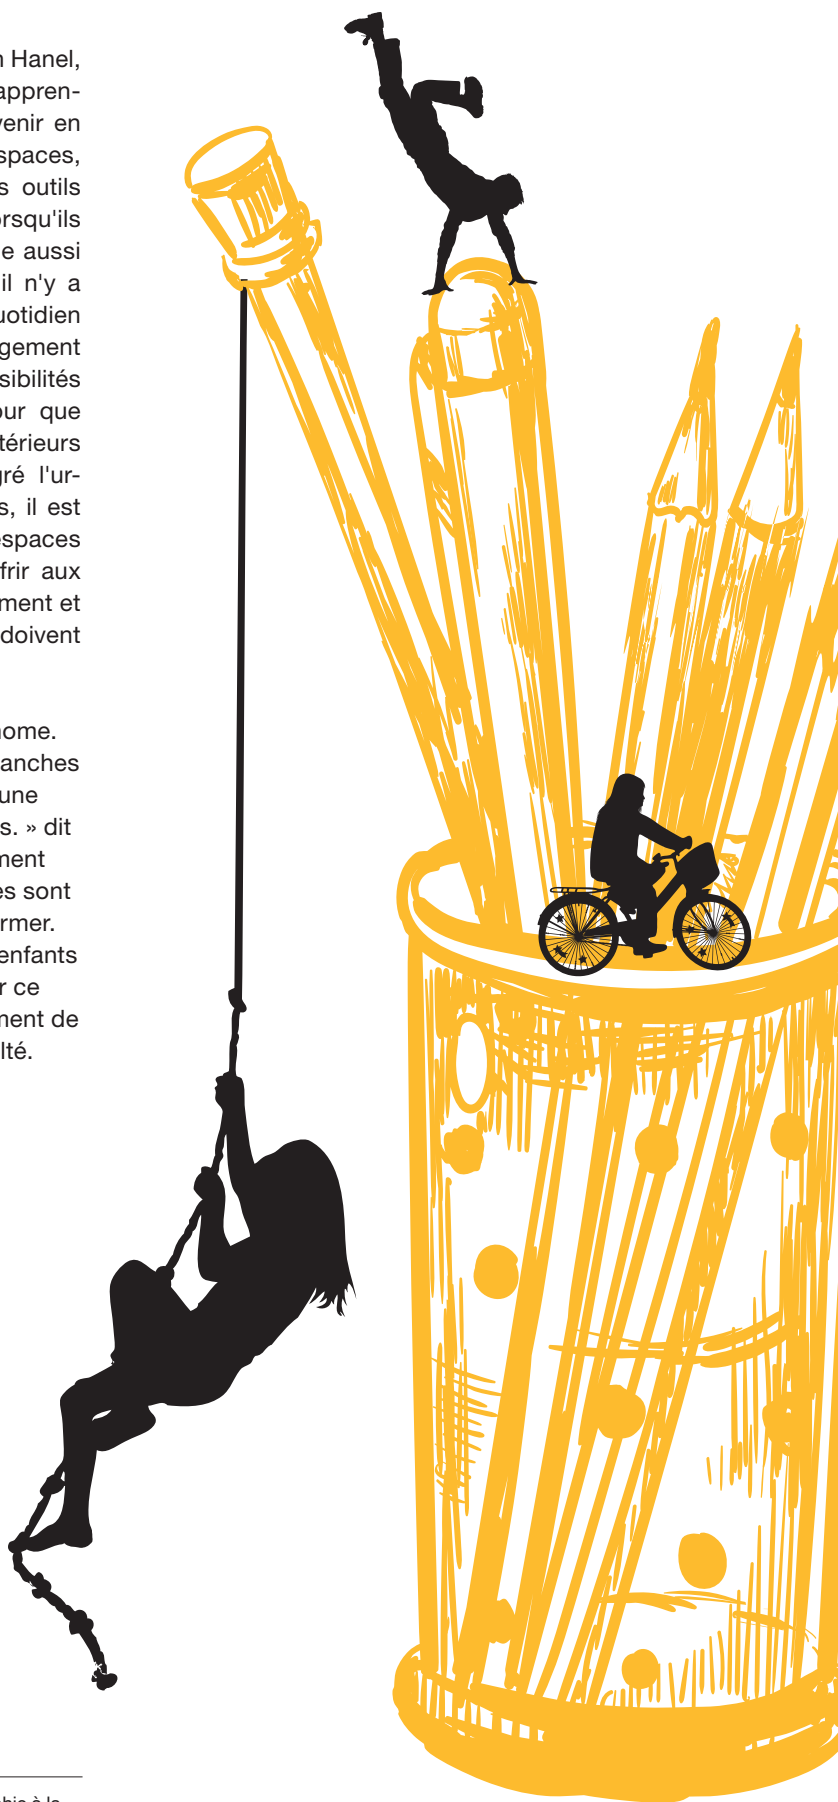 n Hanel,
appren-
venir en
spaces,
s outils
orsqu'ils
e aussi
il n'y a
uotidien
gement
sibilités
our que
térieurs
gré l'ur-
s, il est
espaces
frir aux
ment et
doivent
nome.
anches
une
s. » dit
ment
es sont
rmer.
enfants
r ce
ment de
lté.